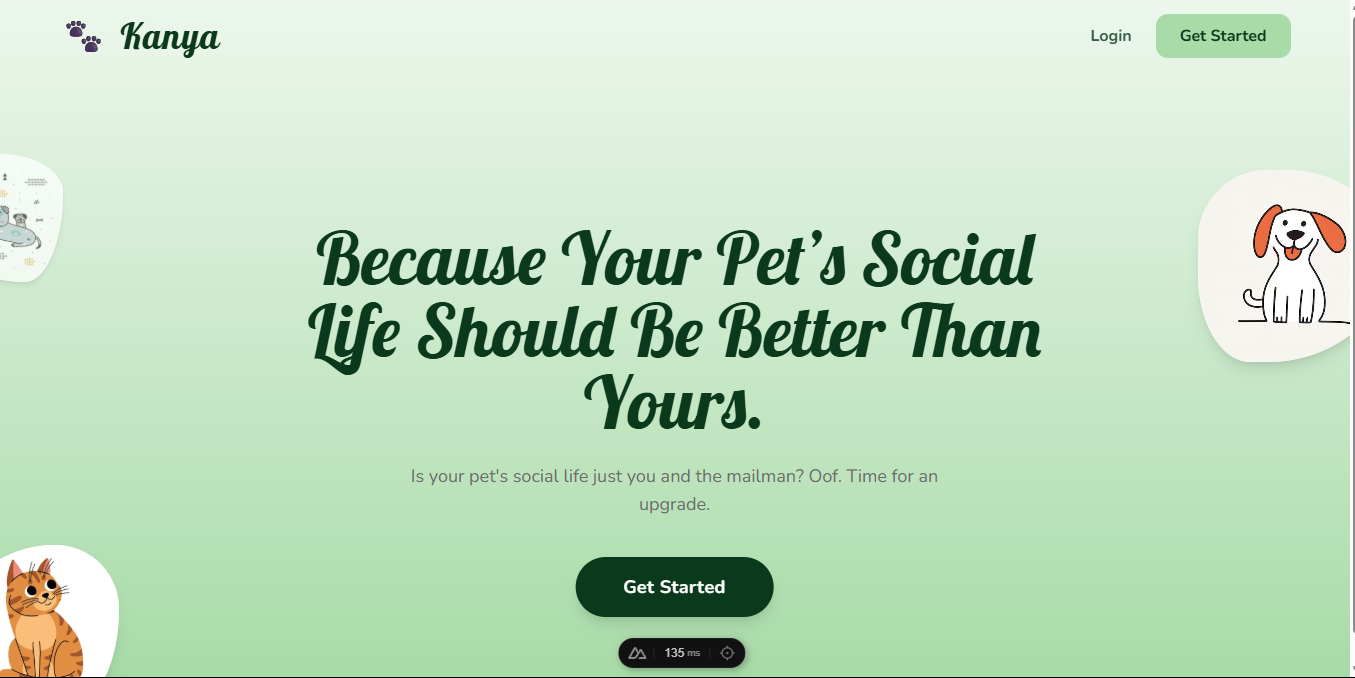 Kanya
Login
Get Started
Because Your Pet’s Social
Life Should Be Better Than
Yours.
Is your pet's social life just you and the mailman? Oof. Time for an
upgrade.
Get Started
135 ms